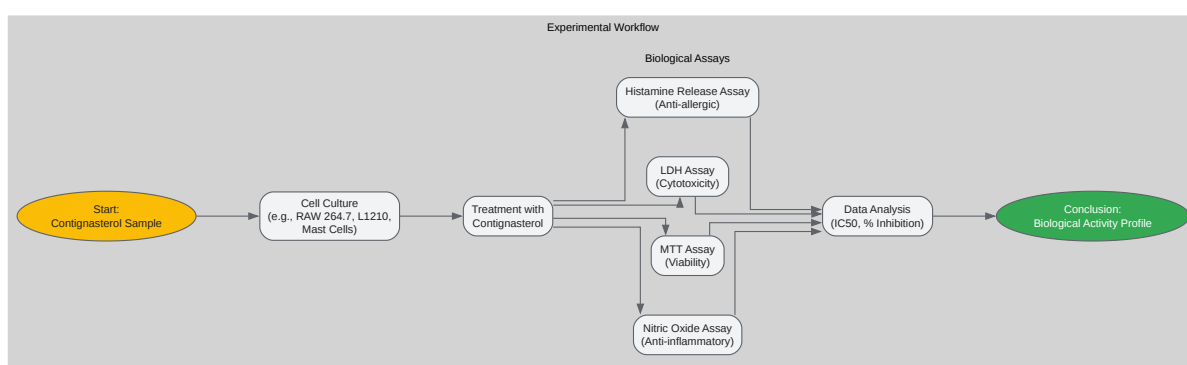 Experimental Workflow
Biological Assays
Histamine Release Assay
(Anti-allergic)
LDH Assay
(Cytotoxicity)
Start:
Contignasterol Sample
Cell Culture
(e.g., RAW 264.7, L1210,
Mast Cells)
Treatment with
Contignasterol
Data Analysis
(IC50, % Inhibition)
Conclusion:
Biological Activity Profile
MTT Assay
(Viability)
Nitric Oxide Assay
(Anti-inflammatory)